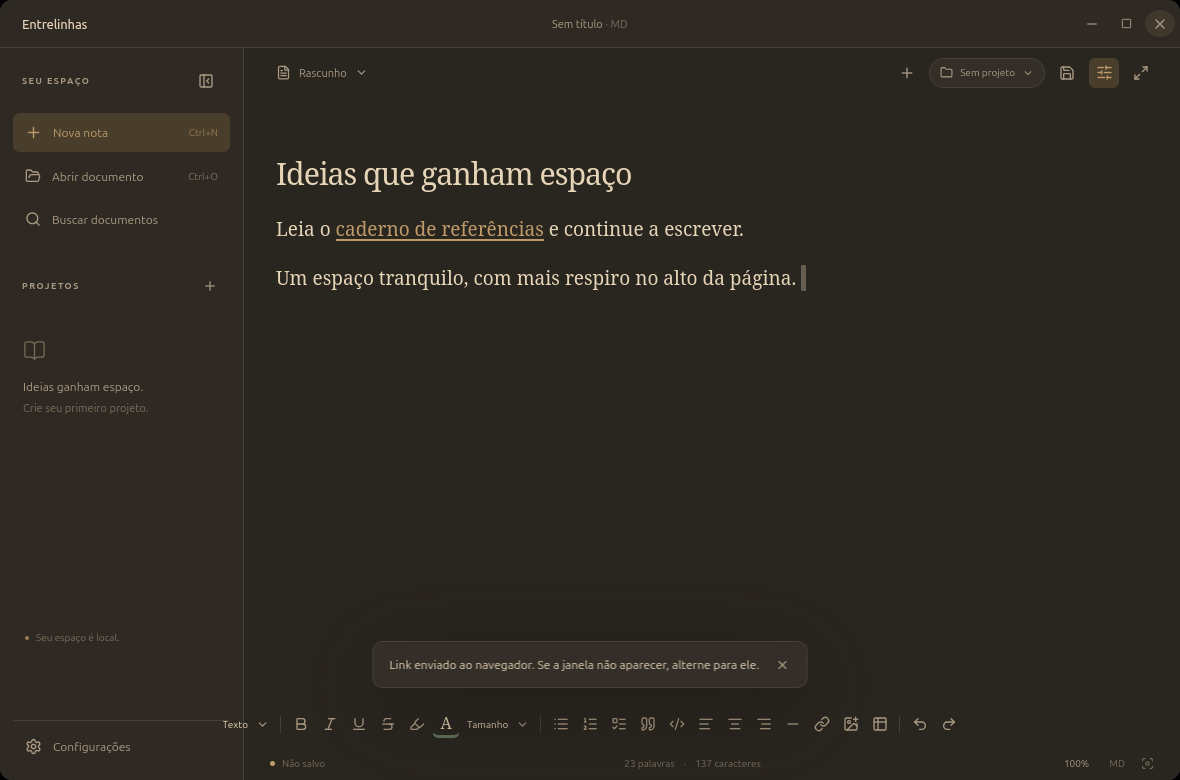 Entrelinhas
Sem título · MD
SEU ESPAÇO
Nova nota Ctrl+N
Abrir documento Ctrl+O
Buscar documentos
PROJETOS
Ideias ganham espaço.
Crie seu primeiro projeto.
Seu espaço é local.
Configurações
Rascunho
Sem projeto
Ideias que ganham espaço
Leia o caderno de referências e continue a escrever.
Um espaço tranquilo, com mais respiro no alto da página.
Link enviado ao navegador. Se a janela não aparecer, alterne para ele.
Texto
A
Tamanho
Não salvo
23 palavras · 137 caracteres
100%
MD